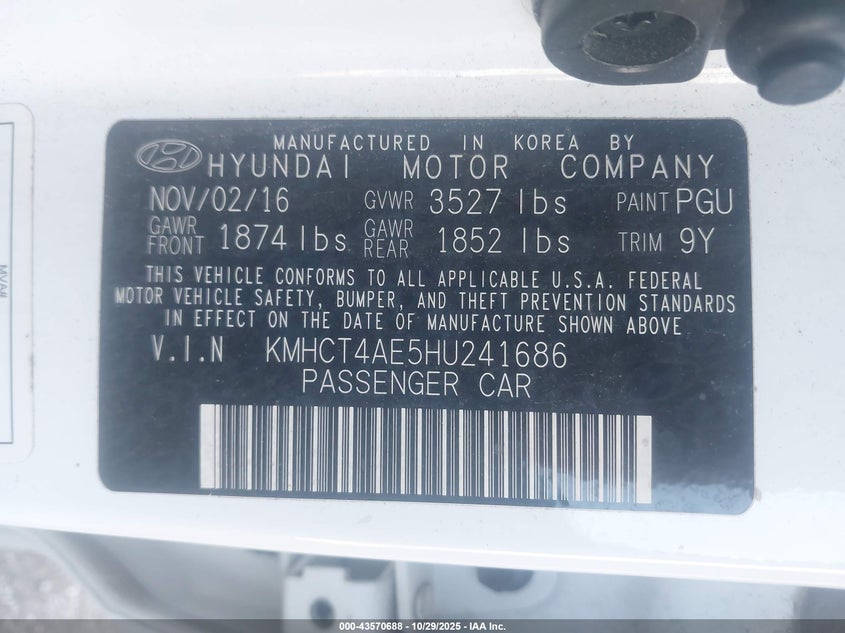 MANUFACTURED IN KOREA BY
HYUNDAI MOTOR COMPANY
NOV/02/16 GVWR 3527 lbs PAINT PGU
GAWR FRONT 1874 lbs GAWR REAR 1852 lbs TRIM 9Y
THIS VEHICLE CONFORMS TO ALL APPLICABLE U.S.A. FEDERAL
MOTOR VEHICLE SAFETY, BUMPER, AND THEFT PREVENTION STANDARDS
IN EFFECT ON THE DATE OF MANUFACTURE SHOWN ABOVE
V.I.N KMHCT4AE5HU241686
PASSENGER CAR
000-43570688 - 10/29/2025 - IAA Inc.